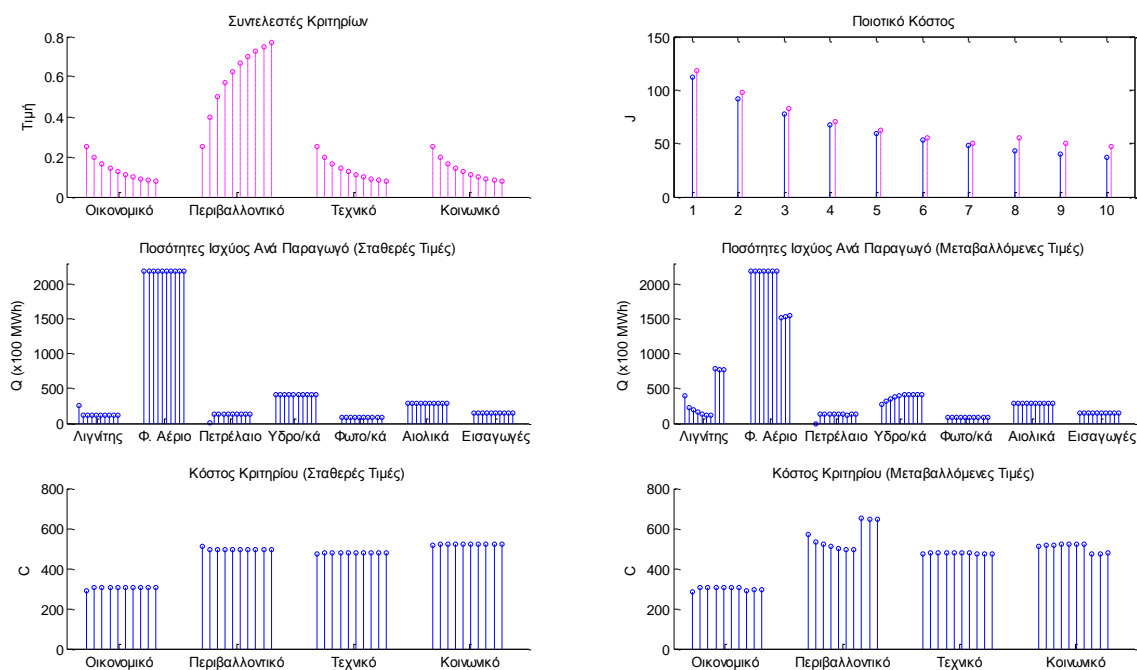 Συντελεστές Κριτηρίων
Τιμή
0.8
0.6
0.4
0.2
0
Οικονομικό Περιβαλλοντικό Τεχνικό Κοινωνικό
Ποιοτικό Κόστος
J
150
100
50
0
1 2 3 4 5 6 7 8 9 10
Ποσότητες Ισχύος Ανά Παραγωγό (Σταθερές Τιμές)
Q (x100 MWh)
2000
1500
1000
500
0
Λιγνίτης Φ. Αέριο Πετρέλαιο Υδρο/κά Φωτο/κά Αιολικά Εισαγωγές
Ποσότητες Ισχύος Ανά Παραγωγό (Μεταβαλλόμενες Τιμές)
Q (x100 MWh)
2000
1500
1000
500
0
Λιγνίτης Φ. Αέριο Πετρέλαιο Υδρο/κά Φωτο/κά Αιολικά Εισαγωγές
Κόστος Κριτηρίου (Σταθερές Τιμές)
C
800
600
400
200
0
Οικονομικό Περιβαλλοντικό Τεχνικό Κοινωνικό
Κόστος Κριτηρίου (Μεταβαλλόμενες Τιμές)
C
800
600
400
200
0
Οικονομικό Περιβαλλοντικό Τεχνικό Κοινωνικό